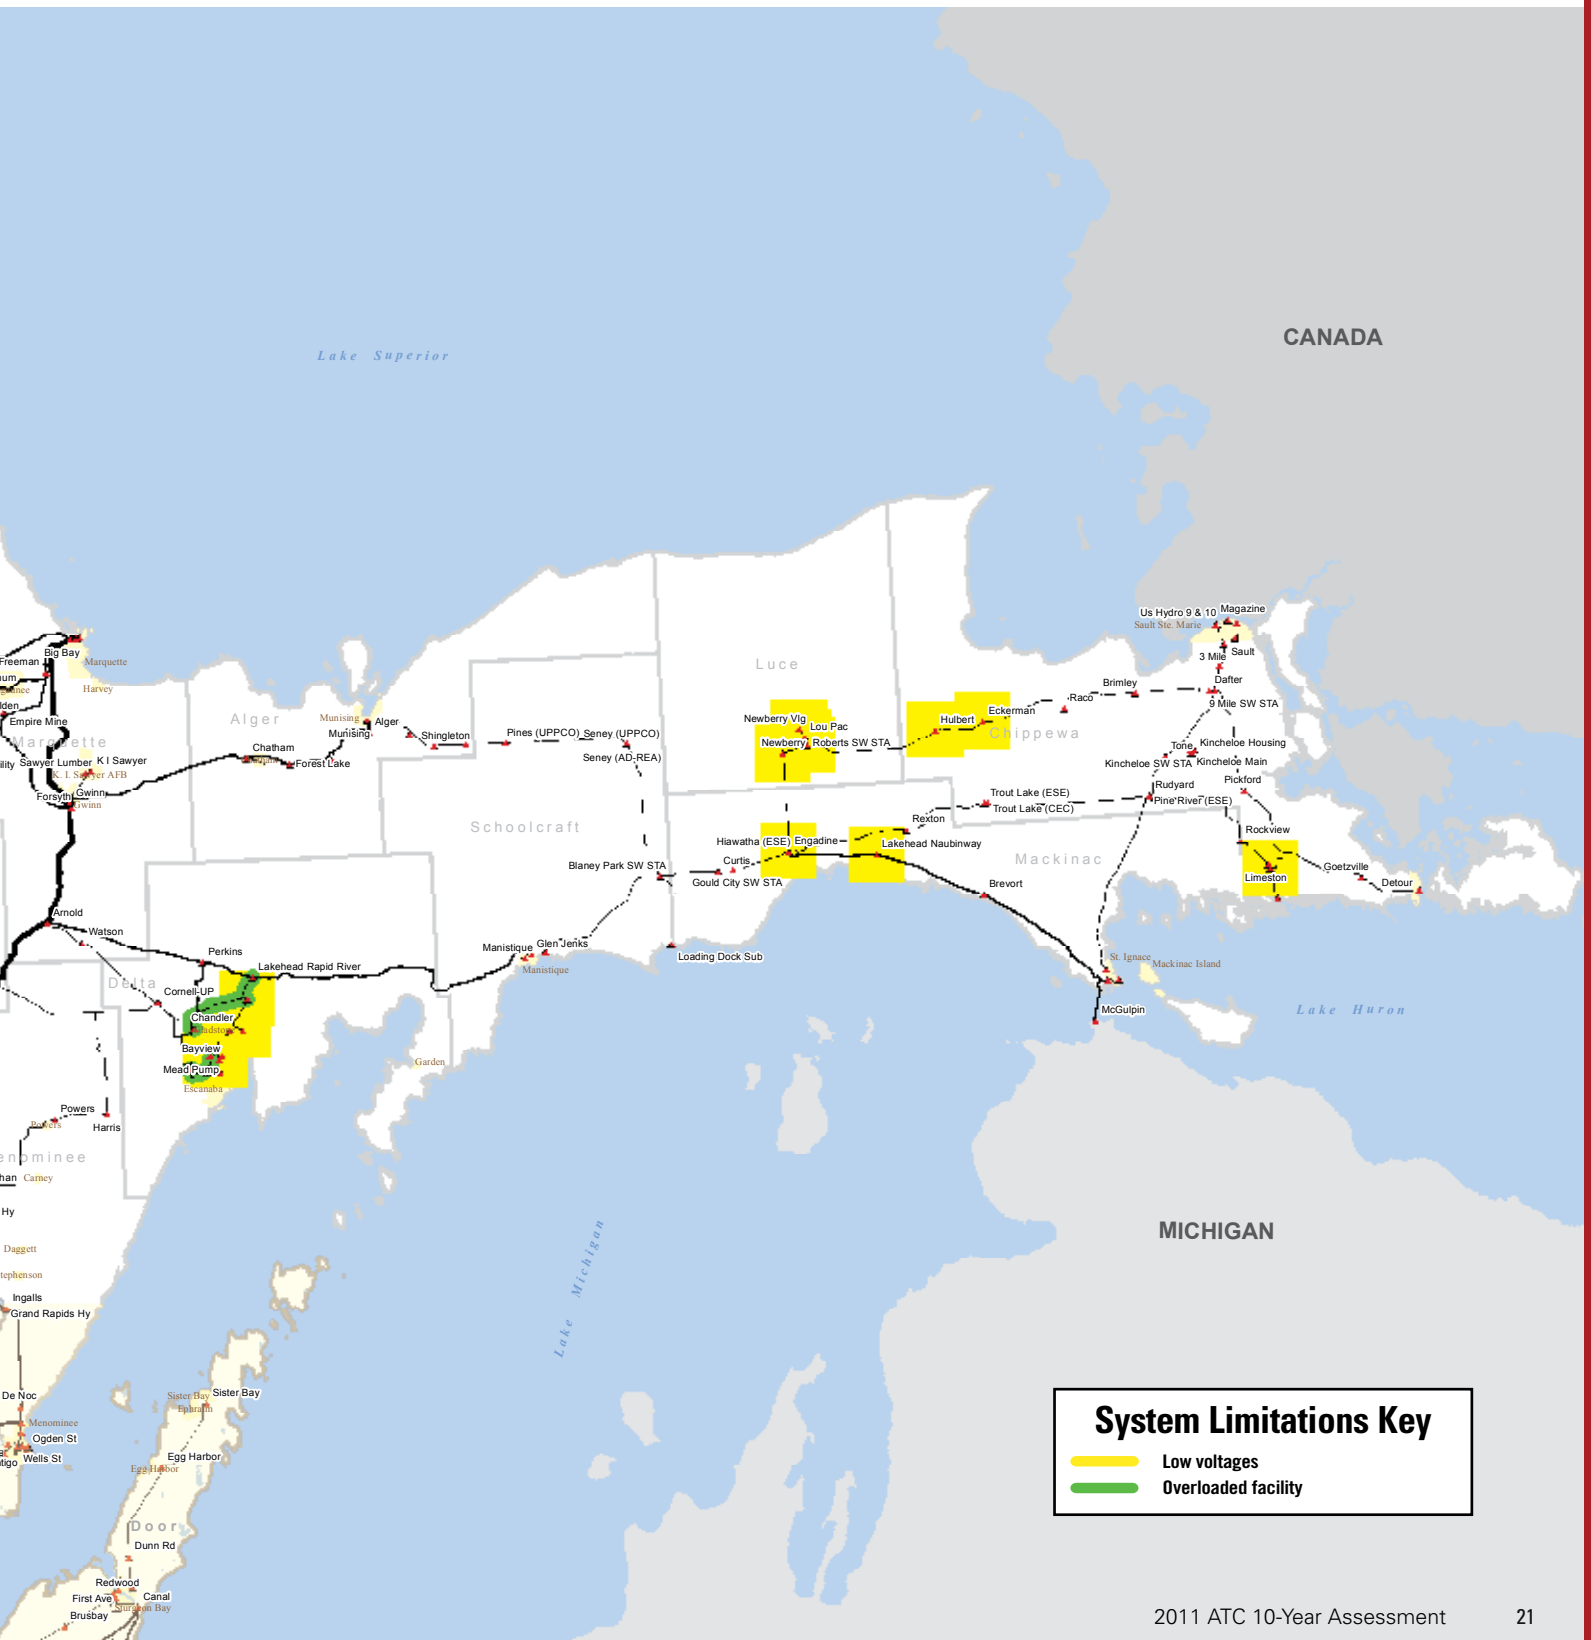 CANADA
Lake Superior
Us Hydro 9 & 10
Magazine
Sault Ste. Marie
Sault
3 Mile
Dafter
9 Mile SW STA
Brimley
Raco
Eckerman
Hulbert
Chippewa
Luce
Newberry Vlg
Lou Pac
Newberry
Roberts SW STA
Tone
Kincheloe Housing
Kincheloe SW STA
Kincheloe Main
Rudyard
Pickford
Pine River (ESE)
Trout Lake (ESE)
Trout Lake (CEC)
Rexton
Rockview
Hiawatha (ESE)
Engadine
Lakehead Naubinway
Mackinac
Goetzville
Limeston
Detour
Brevort
Curtis
Gould City SW STA
Blaney Park SW STA
Loading Dock Sub
Freeman
Big Bay
Marquette
Harvey
Empire Mine
Marquette
Sawyer Lumber
K I Sawyer
K. I. Sawyer AFB
Forsyth
Gwinn
Gwinn
Alger
Munising
Alger
Munising
Shingleton
Chatham
Forest Lake
Pines (UPPCO)
Seney (UPPCO)
Seney (AD-REA)
Schoolcraft
Arnold
Watson
Perkins
Lakehead Rapid River
Manistique
Glen Jenks
Manistique
Delta
Cornell-UP
Chandler
Gladstone
Bayview
Mead Pump
Escanaba
Garden
St. Ignace
Mackinac Island
McGulpin
Lake Huron
Powers
Powers
Harris
Carney
Hy
Daggett
Ingalls
Grand Rapids Hy
MICHIGAN
Lake Michigan
De Noc
Menominee
Ogden St
Wells St
Sister Bay
Sister Bay
Ephraim
Egg Harbor
Egg Harbor
Door
Dunn Rd
Redwood
First Ave
Canal
Sturgeon Bay
Brusbay
System Limitations Key
Low voltages
Overloaded facility
2011 ATC 10-Year Assessment 21